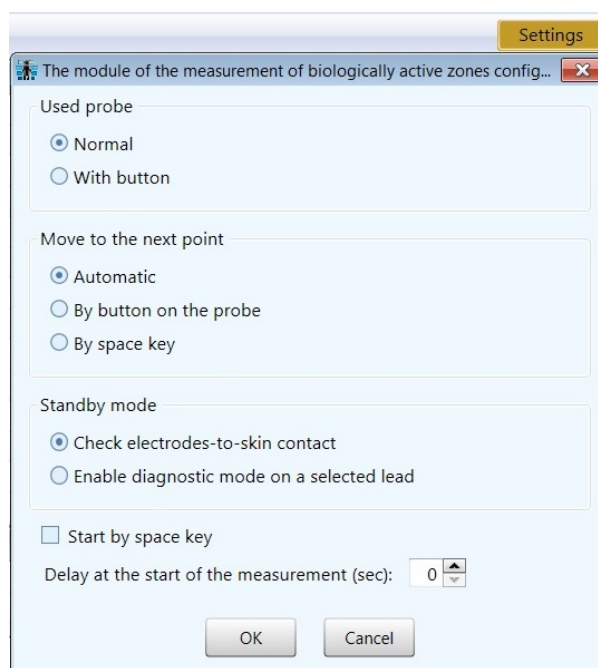 Settings
The module of the measurement of biologically active zones config...
Used probe
Normal
With button
Move to the next point
Automatic
By button on the probe
By space key
Standby mode
Check electrodes-to-skin contact
Enable diagnostic mode on a selected lead
Start by space key
Delay at the start of the measurement (sec): 0
OK Cancel